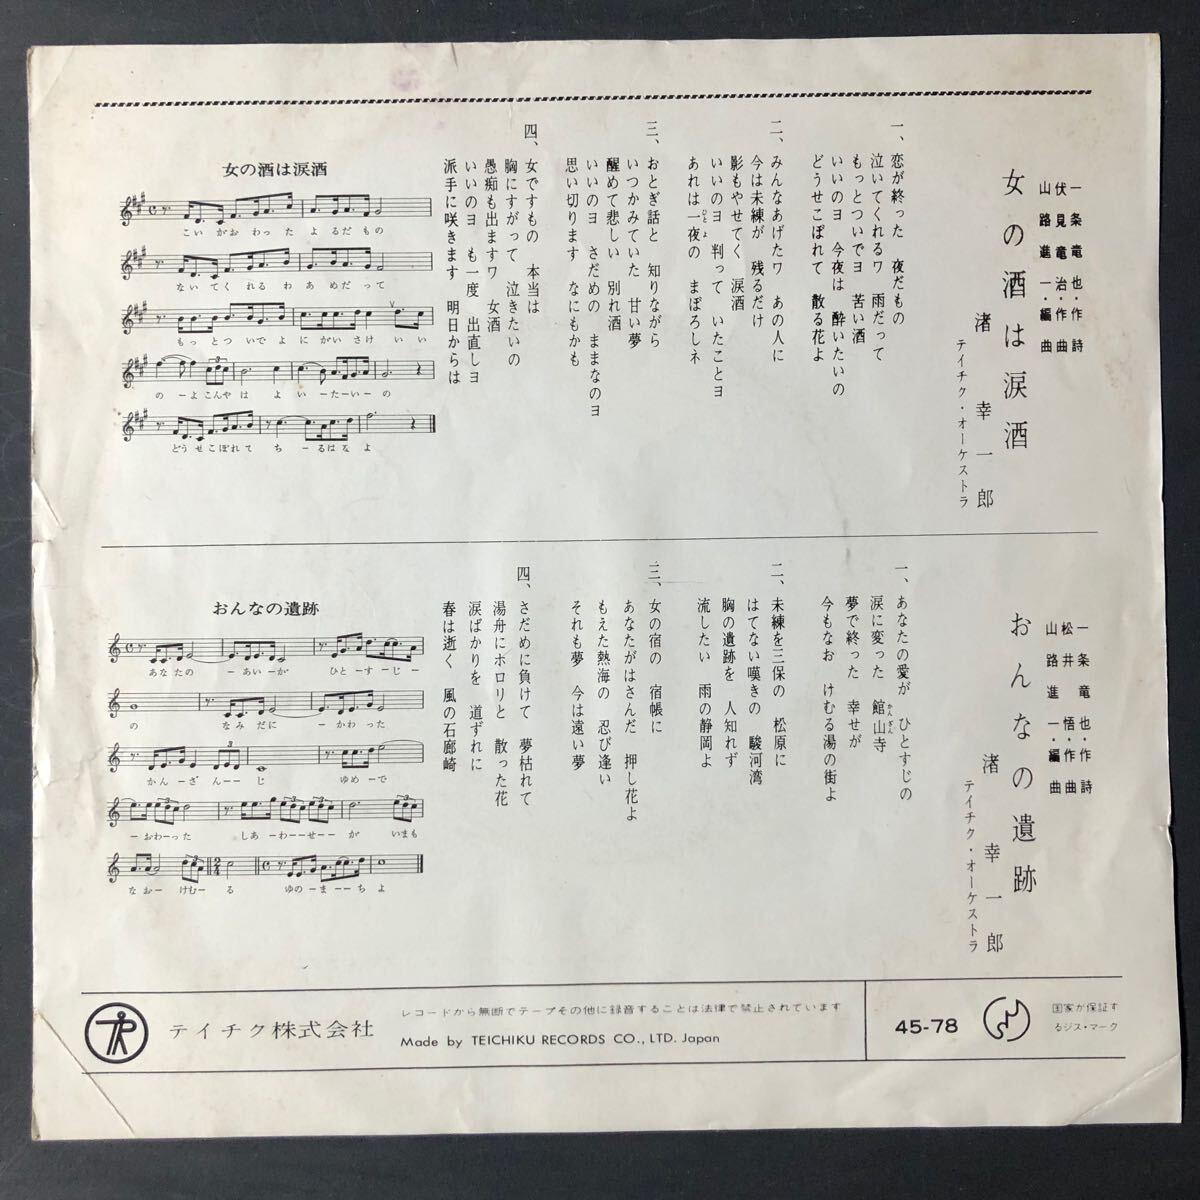 女の酒は涙酒
一条竜也・作詩
伏見竜治・作曲
山路進一・編曲
渚幸一郎
テイチク・オーケストラ
一、恋が終った　夜だもの
泣いてくれるワ　雨だって
もっとついでヨ　苦い酒
いいのヨ　今夜は　酔いたいの
どうせこぼれて　散る花よ
二、みんなあげたワ　あの人に
今は未練が　残るだけ
影もやせてく　涙酒
いいのヨ　判って　いたことヨ
あれは一夜の　まぼろしネ
ひとよ
三、おとぎ話と　知りながら
いつかみていた　甘い夢
醒めて悲しい　別れ酒
いいのヨ　さだめの　ままなのヨ
思い切ります　なにもかも
四、女ですもの　本当は
胸にすがって　泣きたいの
愚痴も出ますワ　女酒
いいのヨ　も一度　出直しヨ
派手に咲きます　明日からは
女の酒は涙酒
こいがおわった　よるだもの
ないてくれるわ　あめだって
もっとついでよ　にがいさけ　いい
の－よこんやは　よい－たい－の
どうせこぼれて　ち－るはなよ
おんなの遺跡
一条竜也・作詩
松井悟・作曲
山路進一・編曲
渚幸一郎
テイチク・オーケストラ
一、あなたの愛が　ひとすじの
涙に変った　館山寺
かんざん
夢で終った　幸せが
今もなお　けむる湯の街よ
二、未練を三保の　松原に
はてない嘆きの　駿河湾
胸の遺跡を　人知れず
流したい　雨の静岡よ
三、女の宿の　宿帳に
あなたがはさんだ　押し花よ
もえた熱海の　忍び逢い
それも夢　今は遠い夢
四、さだめに負けて　夢枯れて
湯舟にホロリと　散った花
涙ばかりを　道ずれに
春は逝く　風の石廊崎
おんなの遺跡
あなたの　－あいが　ひと－すじ－
の　なみだに　－かわった
かん－ざん－－じ　ゆめ－で
－おわ－った　しあ－わ－－せ－が　いまも
なお－けむ－る　ゆの－ま－－ちよ
テイチク株式会社
レコードから無断でテープその他に録音することは法律で禁止されています
Made by TEICHIKU RECORDS CO., LTD. Japan
45-78
国家が保証す
るジス・マーク